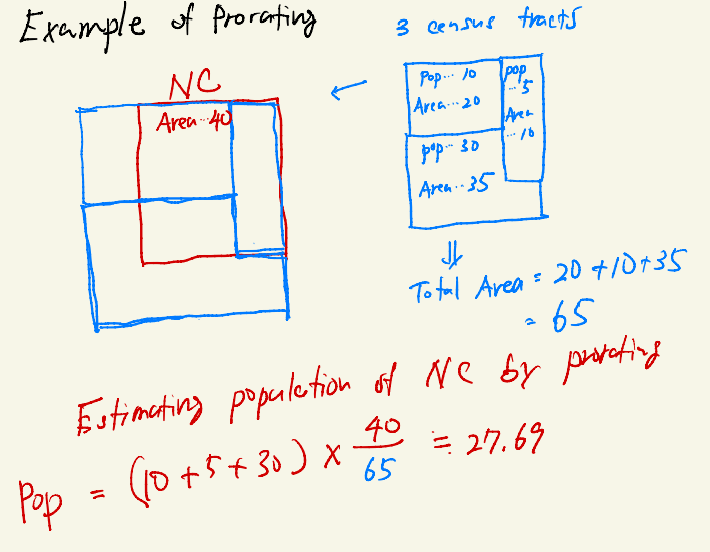 Example of Prorating
3 census tracts
NC
Area… 40
Pop… 10
Area… 20
pop
… 5
Area
… 10
pop… 30
Area… 35
Total Area = 20 + 10 + 35
= 65
Estimating population of NC by prorating
Pop = (10 + 5 + 30) × 40/65 = 27.69